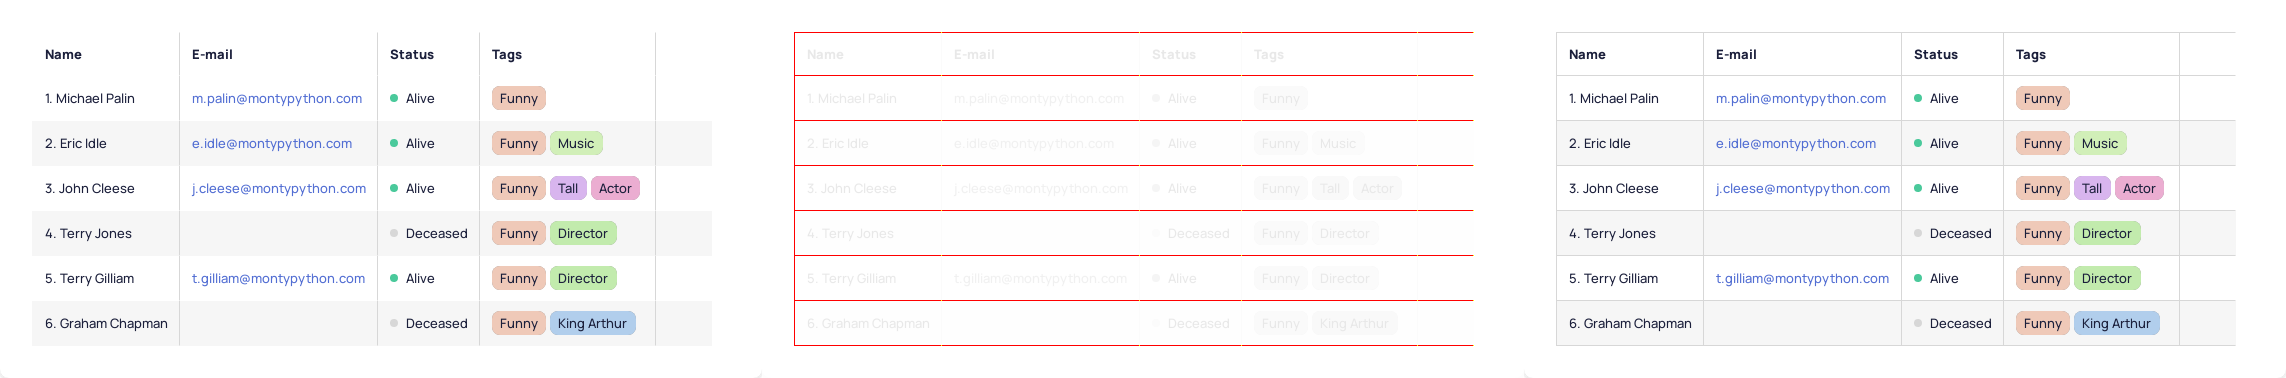 Name E-mail Status Tags
1. Michael Palin m.palin@montypython.com Alive Funny
2. Eric Idle e.idle@montypython.com Alive Funny Music
3. John Cleese j.cleese@montypython.com Alive Funny Tall Actor
4. Terry Jones Deceased Funny Director
5. Terry Gilliam t.gilliam@montypython.com Alive Funny Director
6. Graham Chapman Deceased Funny King Arthur
Name E-mail Status Tags
1. Michael Palin m.palin@montypython.com Alive Funny
2. Eric Idle e.idle@montypython.com Alive Funny Music
3. John Cleese j.cleese@montypython.com Alive Funny Tall Actor
4. Terry Jones Deceased Funny Director
5. Terry Gilliam t.gilliam@montypython.com Alive Funny Director
6. Graham Chapman Deceased Funny King Arthur
Name E-mail Status Tags
1. Michael Palin m.palin@montypython.com Alive Funny
2. Eric Idle e.idle@montypython.com Alive Funny Music
3. John Cleese j.cleese@montypython.com Alive Funny Tall Actor
4. Terry Jones Deceased Funny Director
5. Terry Gilliam t.gilliam@montypython.com Alive Funny Director
6. Graham Chapman Deceased Funny King Arthur